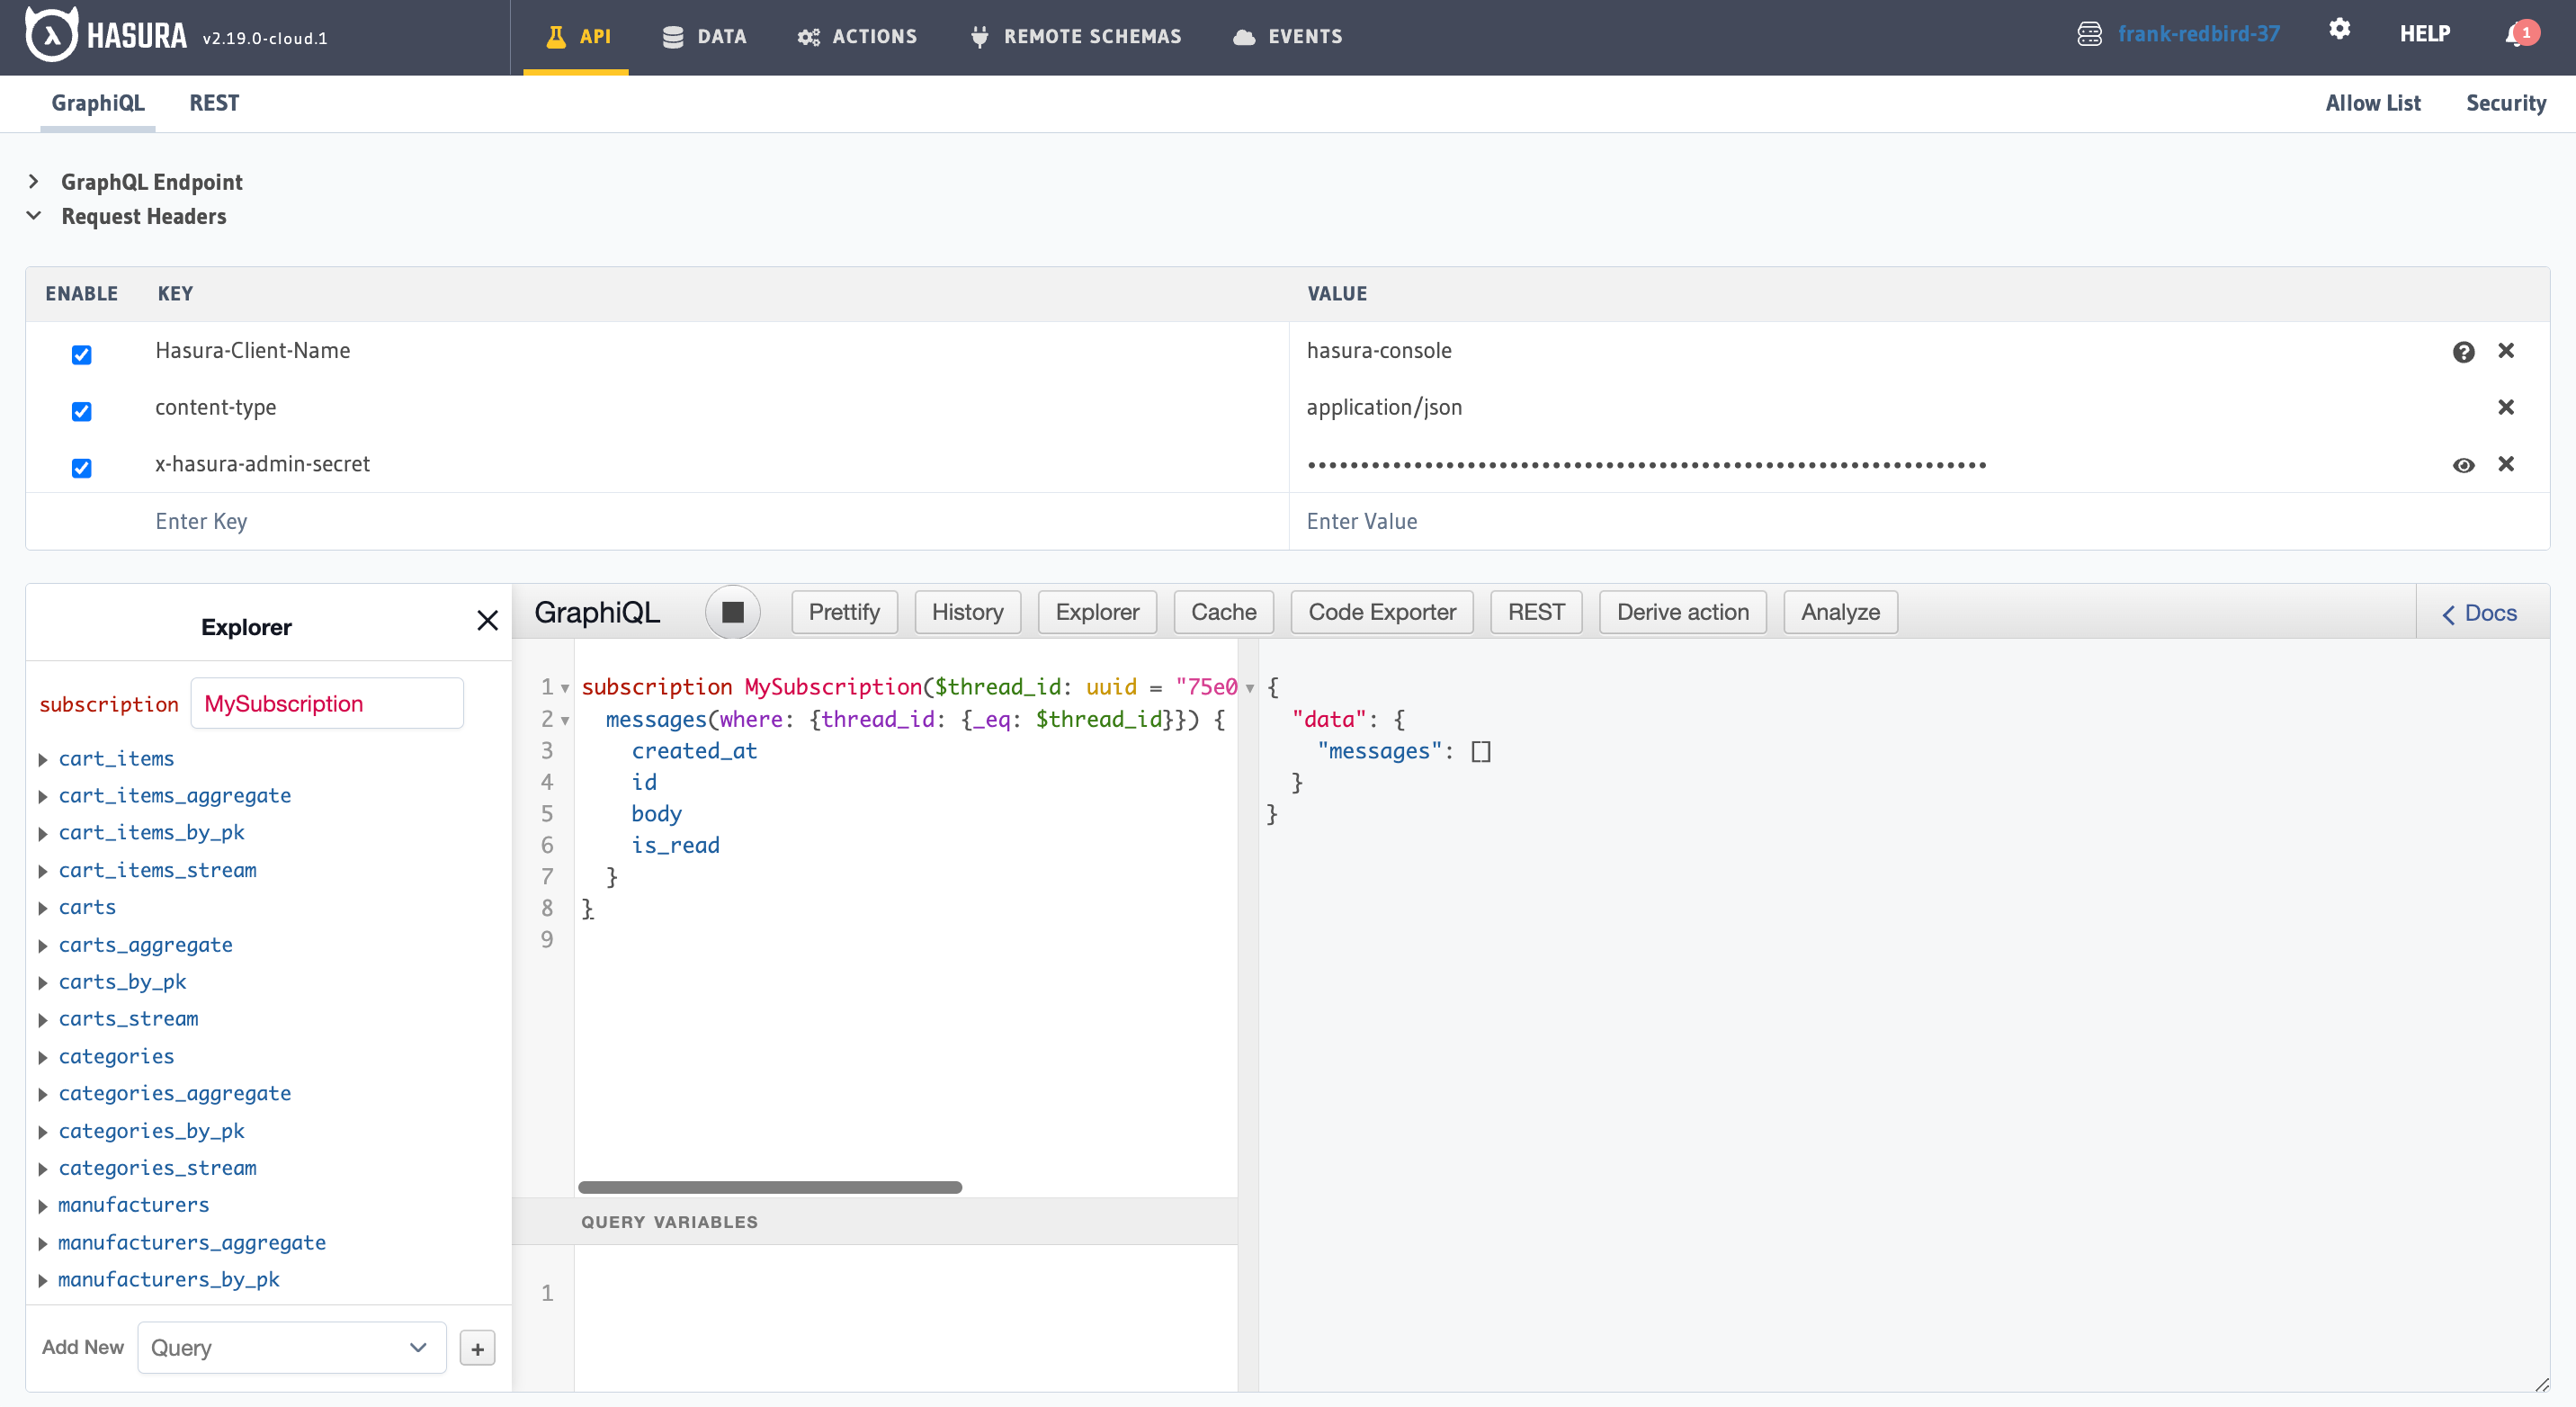 HASURA v2.19.0-cloud.1
API
DATA
ACTIONS
REMOTE SCHEMAS
EVENTS
frank-redbird-37
HELP
1
GraphiQL
REST
Allow List
Security
GraphQL Endpoint
Request Headers
ENABLE KEY VALUE
Hasura-Client-Name hasura-console
content-type application/json
x-hasura-admin-secret ••••••••••••••••••••••••••••••••••••••••••••••••••••••••••••••••
Enter Key Enter Value
Explorer
subscription MySubscription
cart_items
cart_items_aggregate
cart_items_by_pk
cart_items_stream
carts
carts_aggregate
carts_by_pk
carts_stream
categories
categories_aggregate
categories_by_pk
categories_stream
manufacturers
manufacturers_aggregate
manufacturers_by_pk
Add New Query +
GraphiQL
Prettify
History
Explorer
Cache
Code Exporter
REST
Derive action
Analyze
Docs
1 subscription MySubscription($thread_id: uuid = "75e0
2 messages(where: {thread_id: {_eq: $thread_id}}) {
3 created_at
4 id
5 body
6 is_read
7 }
8 }
9
QUERY VARIABLES
1
{
"data": {
"messages": []
}
}